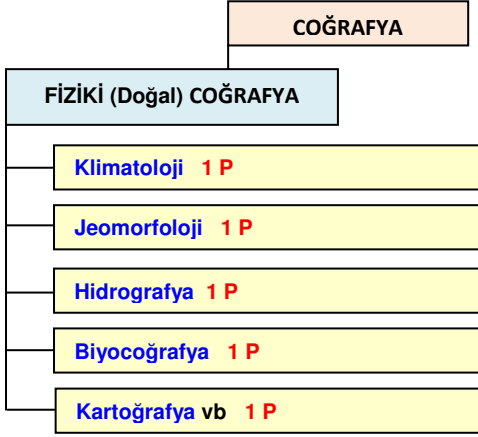 COĞRAFYA
FİZİKİ (Doğal) COĞRAFYA
Klimatoloji 1 P
Jeomorfoloji 1 P
Hidrografya 1 P
Biyocoğrafya 1 P
Kartoğrafya vb 1 P